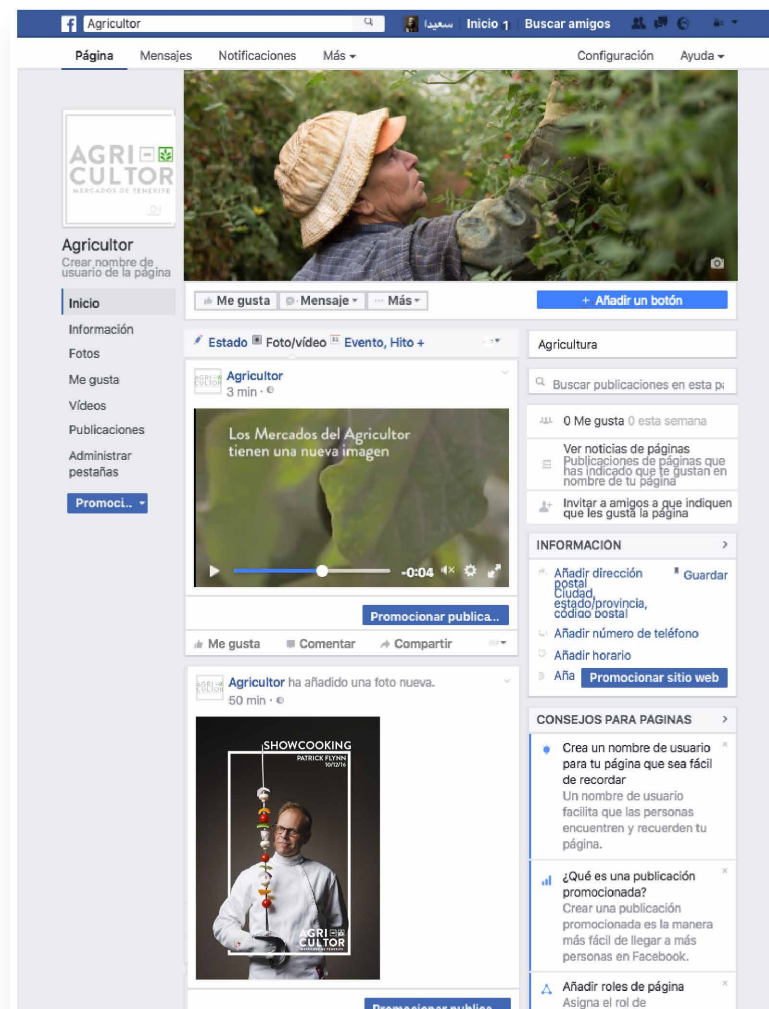 Agricultor
سعيدا Inicio 1 Buscar amigos
Página Mensajes Notificaciones Más
Configuración Ayuda
AGRI
CULTOR
MERCADOS DE TENERIFE
Agricultor
Crear nombre de
usuario de la página
Inicio
Información
Fotos
Me gusta
Vídeos
Publicaciones
Administrar
pestañas
Promoci..
Me gusta Mensaje Más
+ Añadir un botón
Estado Foto/vídeo Evento, Hito +
Agricultor
3 min
Los Mercados del Agricultor
tienen una nueva imagen
-0:04
Promocionar publica...
Me gusta Comentar Compartir
Agricultor ha añadido una foto nueva.
50 min
SHOWCOOKING
PATRICK FLYNN
10/12/16
AGRI
CULTOR
MERCADOS DE TENERIFE
Promocionar publica...
Agricultura
Buscar publicaciones en esta pá
0 Me gusta 0 esta semana
Ver noticias de páginas
Publicaciones de páginas que
has indicado que te gustan en
nombre de tu página
Invitar a amigos a que indiquen
que les gusta la página
INFORMACIÓN
Añadir dirección
postal
Guardar
Ciudad,
estado/provincia,
código postal
Añadir número de teléfono
Añadir horario
Aña Promocionar sitio web
CONSEJOS PARA PAGINAS
Crea un nombre de usuario
para tu página que sea fácil
de recordar
Un nombre de usuario
facilita que las personas
encuentren y recuerden tu
página.
¿Qué es una publicación
promocionada?
Crear una publicación
promocionada es la manera
más fácil de llegar a más
personas en Facebook.
Añadir roles de página
Asigna el rol de